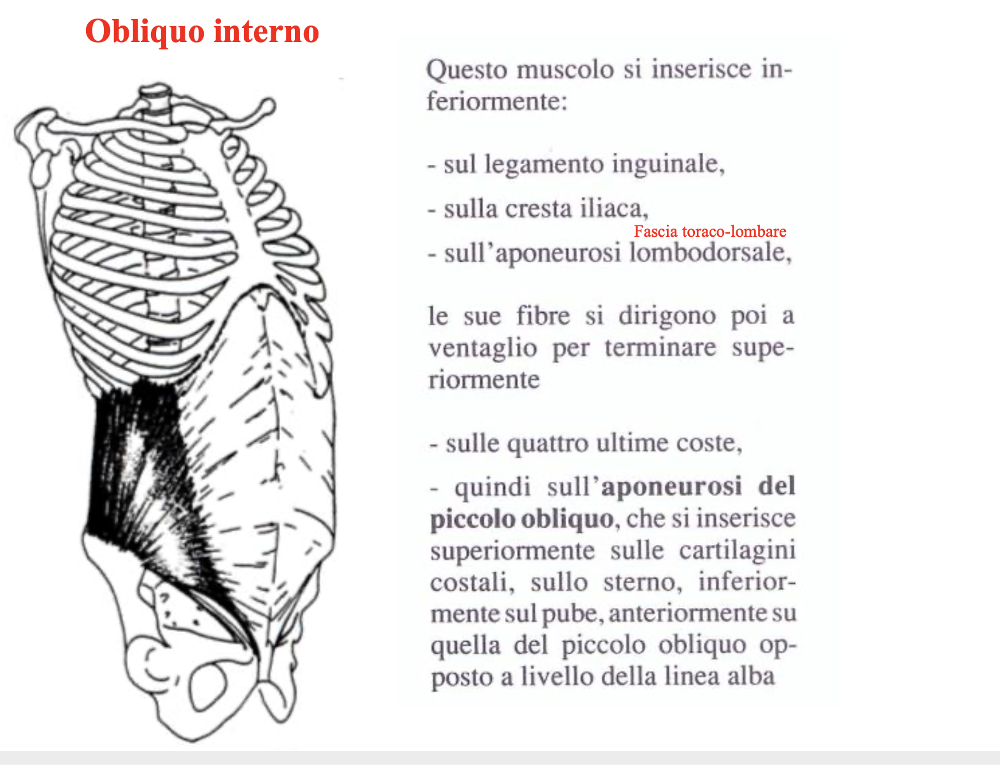 Obliquo interno
Questo muscolo si inserisce in-
feriormente:
- sul legamento inguinale,
- sulla cresta iliaca,
Fascia toraco-lombare
- sull'aponeurosi lombodorsale,
le sue fibre si dirigono poi a
ventaglio per terminare supe-
riormente
- sulle quattro ultime coste,
- quindi sull'aponeurosi del
piccolo obliquo, che si inserisce
superiormente sulle cartilagini
costali, sullo sterno, inferior-
mente sul pube, anteriormente su
quella del piccolo obliquo op-
posto a livello della linea alba